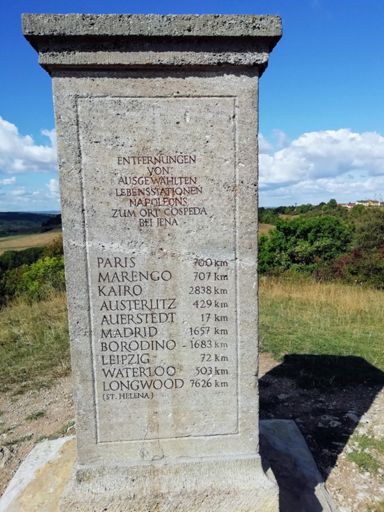 ENTFERNUNGEN
VON
AUSGEWÄHLTEN
LEBENSSTATIONEN
NAPOLEONS
ZUM ORT COSPEDA
BEI JENA
PARIS 700 km
MARENGO 707 km
KAIRO 2838 km
AUSTERLITZ 429 km
AUERSTEDT 17 km
MADRID 1657 km
BORODINO 1683 km
LEIPZIG 72 km
WATERLOO 503 km
LONGWOOD 7626 km
(ST. HELENA)